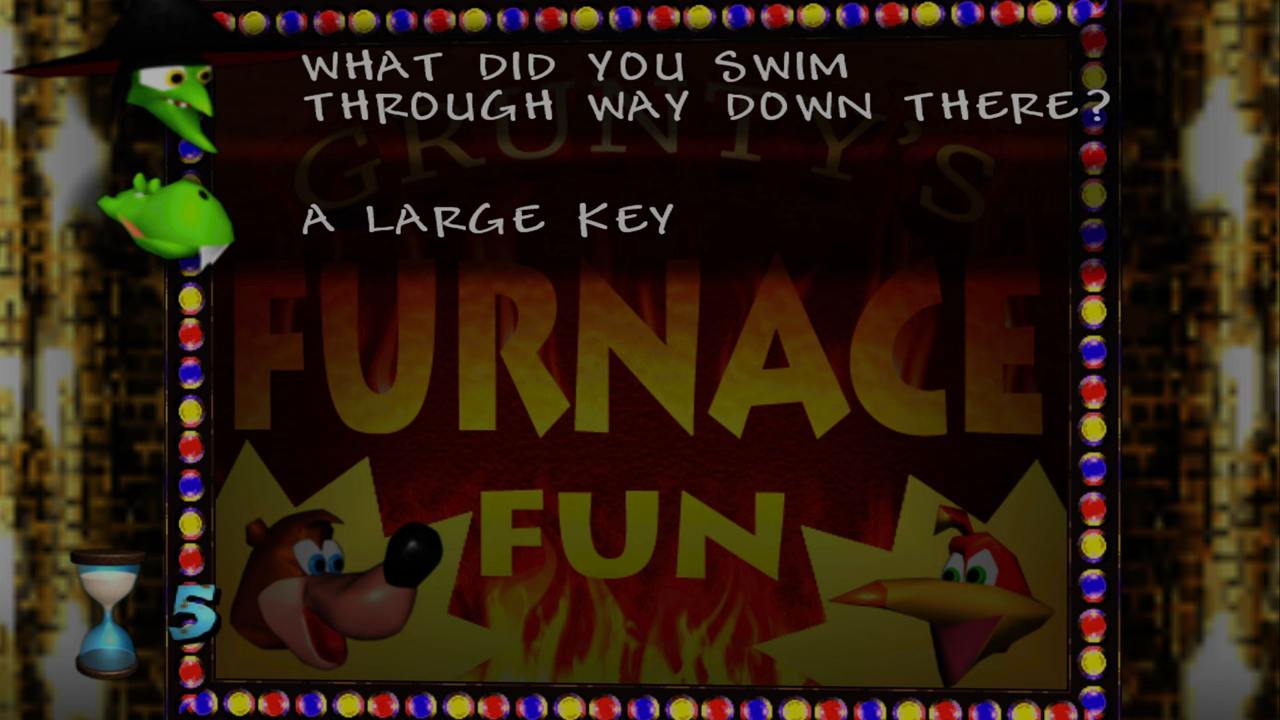 WHAT DID YOU SWIM
THROUGH WAY DOWN THERE?
GRUNTY'S
A LARGE KEY
FURNACE
FUN
5